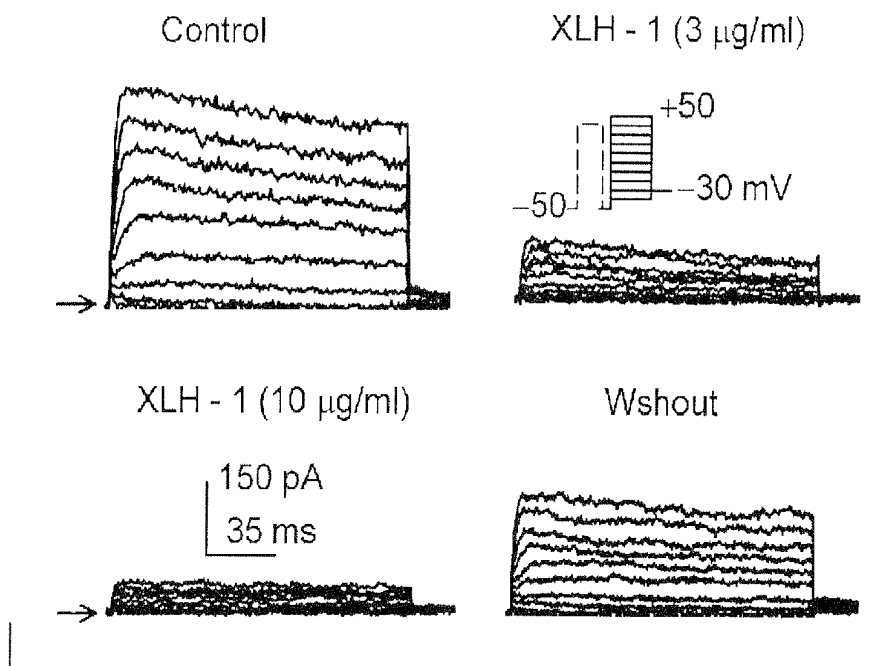 Control
XLH - 1 (3 μg/ml)
+50
−50
−30 mV
XLH - 1 (10 μg/ml)
Wshout
150 pA
35 ms